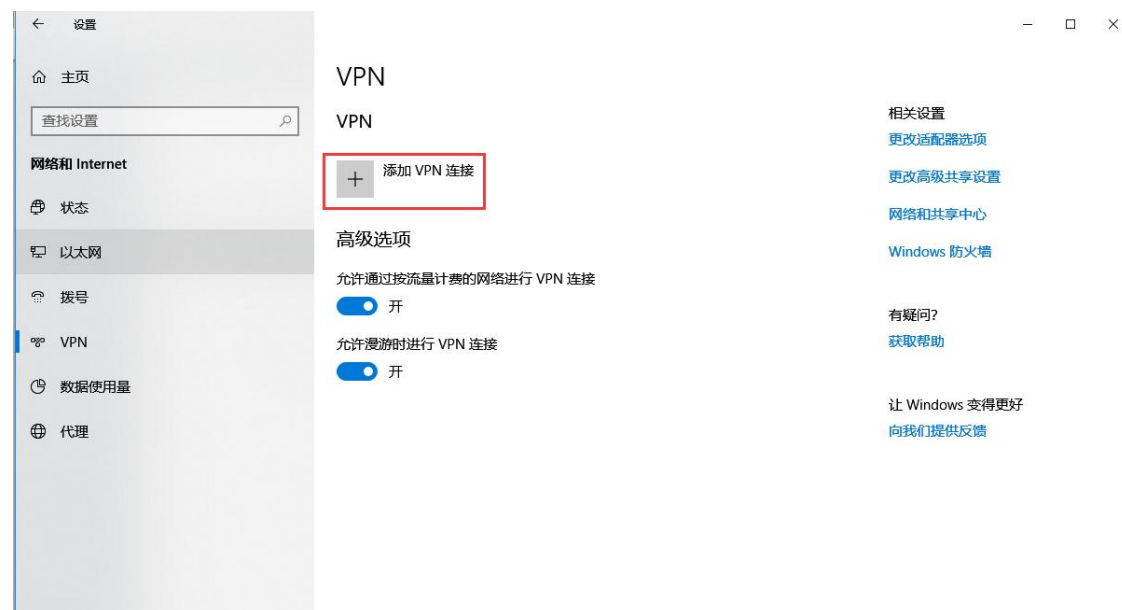 设置
主页
查找设置
网络和 Internet
状态
以太网
拨号
VPN
数据使用量
代理
VPN
VPN
添加 VPN 连接
高级选项
允许通过按流量计费的网络进行 VPN 连接
开
允许漫游时进行 VPN 连接
开
相关设置
更改适配器选项
更改高级共享设置
网络和共享中心
Windows 防火墙
有疑问?
获取帮助
让 Windows 变得更好
向我们提供反馈